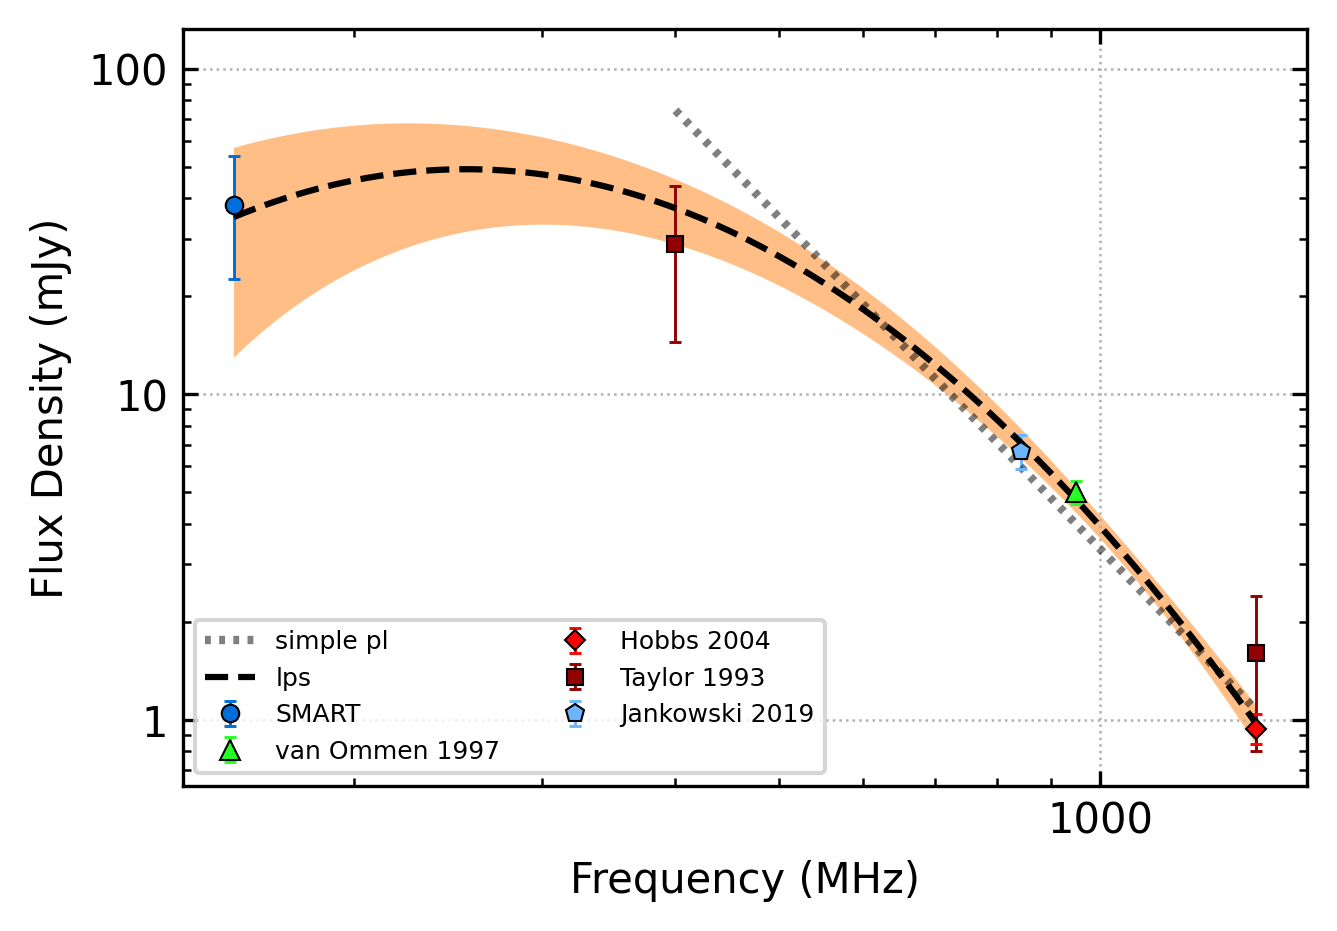 100
10
1
Flux Density (mJy)
simple pl
lps
SMART
van Ommen 1997
Hobbs 2004
Taylor 1993
Jankowski 2019
1000
Frequency (MHz)